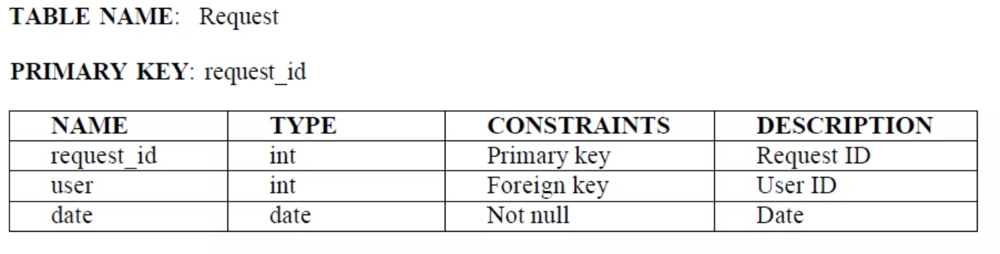 TABLE NAME: Request
PRIMARY KEY: request_id
NAME TYPE CONSTRAINTS DESCRIPTION
request_id int Primary key Request ID
user int Foreign key User ID
date date Not null Date